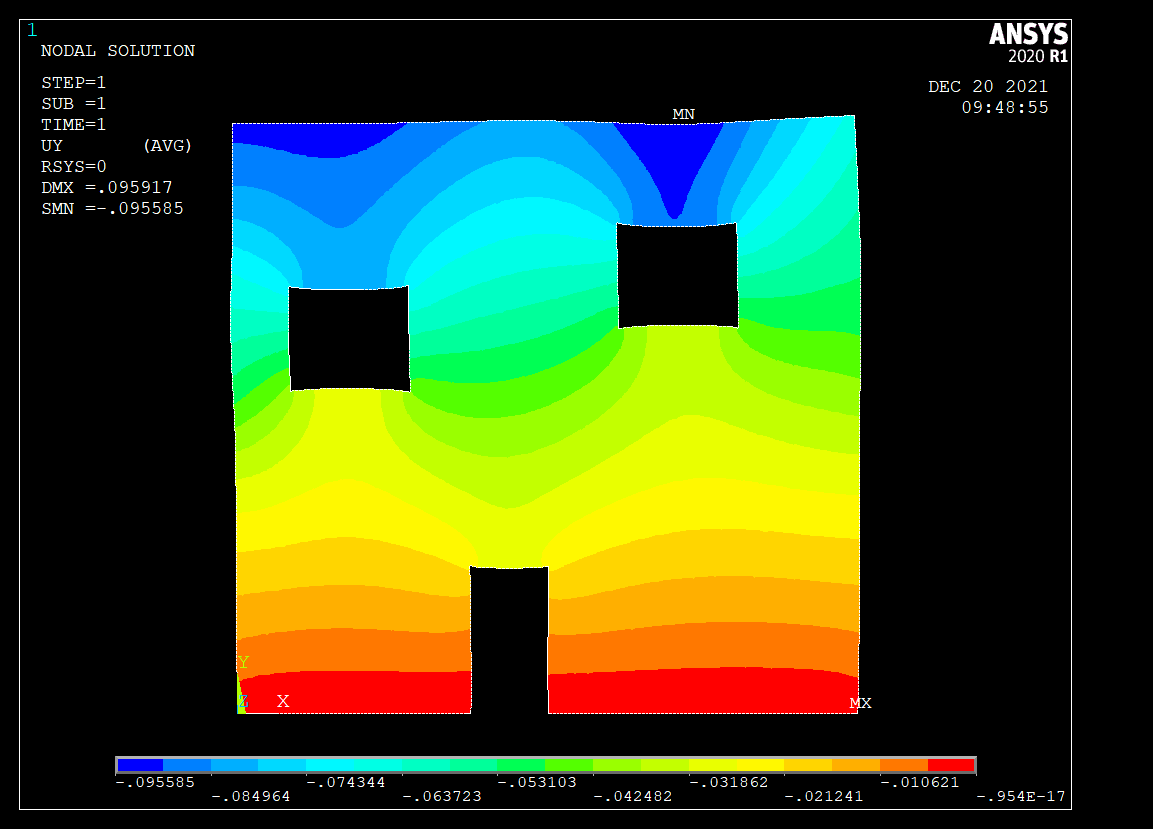 1
ANSYS
2020 R1
NODAL SOLUTION
STEP=1
SUB =1
TIME=1
UY (AVG)
RSYS=0
DMX =.095917
SMN =-.095585
DEC 20 2021
09:48:55
MN
Y
Z X
MX
-.095585 -.074344 -.053103 -.031862 -.010621
-.084964 -.063723 -.042482 -.021241 -.954E-17